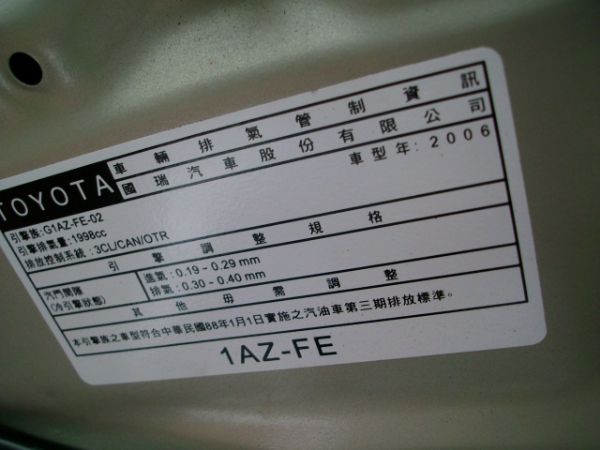 TOYOTA
車輛排氣管制資訊
國瑞汽車股份有限公司
車型年:2006
引擎族:G1AZ-FE-02
引擎排氣量:1998cc
排放控制系統:3CL/CAN/OTR
引擎調整規格
汽門間隙
(冷引擎狀態)
進氣:0.19 - 0.29 mm
排氣:0.30 - 0.40 mm
其他毋需調整
本引擎族之車型符合中華民國88年1月1日實施之汽油車第三期排放標準。
1AZ-FE